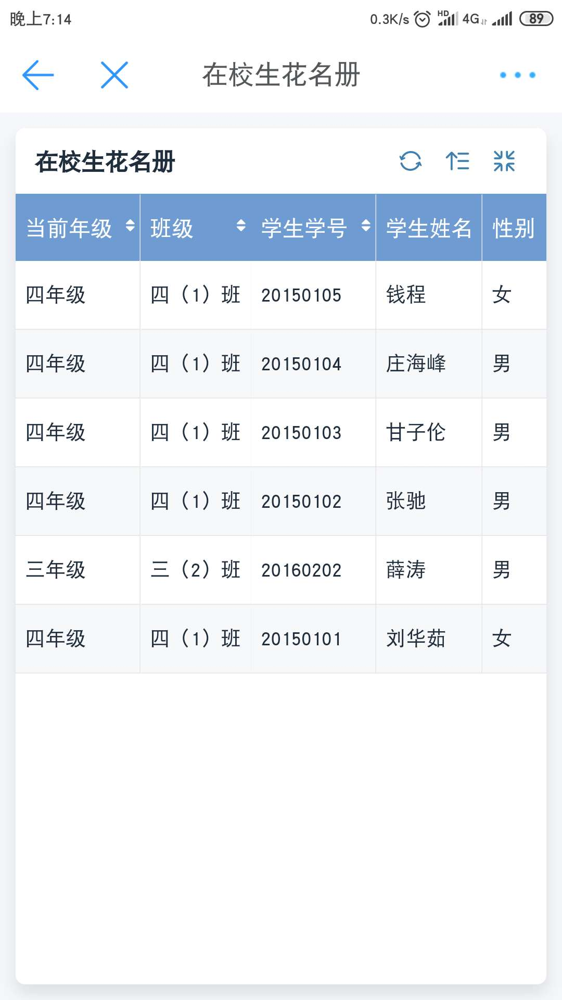 晚上7:14 0.3K/s HD 4G 89
在校生花名册
在校生花名册
当前年级 班级 学生学号 学生姓名 性别
四年级 四（1）班 20150105 钱程 女
四年级 四（1）班 20150104 庄海峰 男
四年级 四（1）班 20150103 甘子伦 男
四年级 四（1）班 20150102 张驰 男
三年级 三（2）班 20160202 薛涛 男
四年级 四（1）班 20150101 刘华茹 女